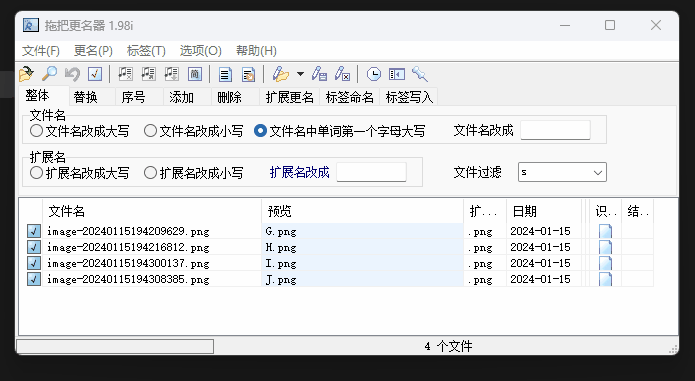 拖把更名器 1.98i
文件(F) 更名(P) 标签(T) 选项(O) 帮助(H)
简
整体 替换 序号 添加 删除 扩展更名 标签命名 标签写入
文件名
文件名改成大写 文件名改成小写 文件名中单词第一个字母大写 文件名改成
扩展名
扩展名改成大写 扩展名改成小写 扩展名改成 文件过滤 s
文件名 预览 扩... 日期 识.. 结..
image-20240115194209629.png G.png .png 2024-01-15
image-20240115194216812.png H.png .png 2024-01-15
image-20240115194300137.png I.png .png 2024-01-15
image-20240115194308385.png J.png .png 2024-01-15
4 个文件